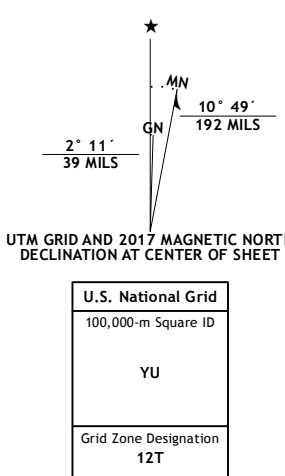 ★
MN
GN
10° 49´
192 MILS
2° 11´
39 MILS
UTM GRID AND 2017 MAGNETIC NORT
DECLINATION AT CENTER OF SHEET
U.S. National Grid
100,000-m Square ID
YU
Grid Zone Designation
12T